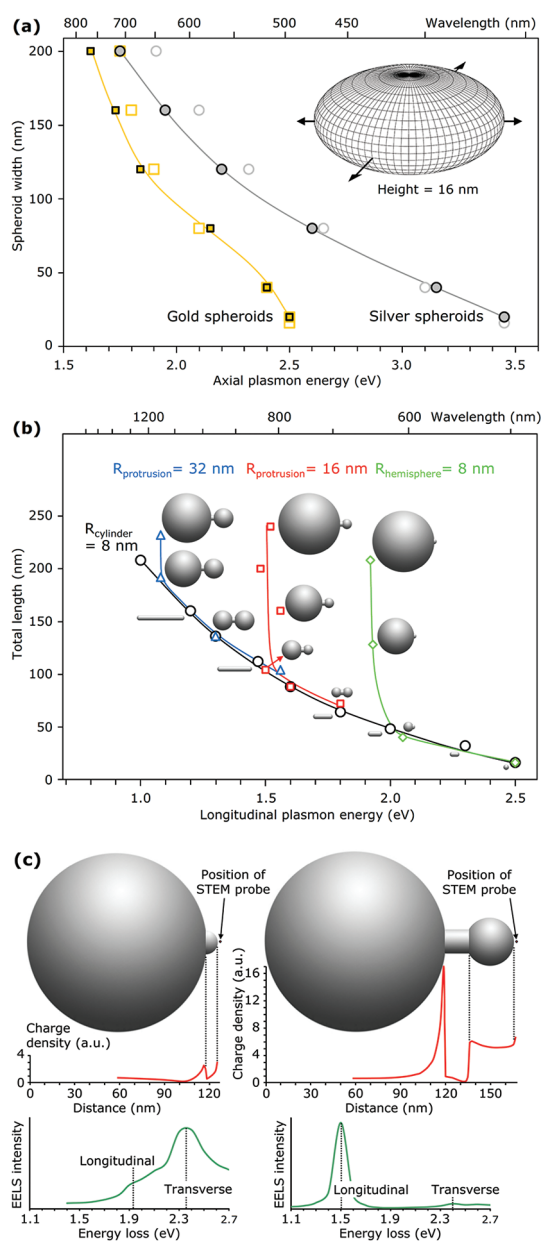 (a)
800 700 600 500 450 Wavelength (nm)
200
150
100
50
0
Spheroid width (nm)
Height = 16 nm
Gold spheroids
Silver spheroids
1.5 2.0 2.5 3.0 3.5
Axial plasmon energy (eV)
(b)
1200 800 600 Wavelength (nm)
Rprotrusion= 32 nm Rprotrusion= 16 nm Rhemisphere= 8 nm
Rcylinder
= 8 nm
250
200
150
100
50
0
Total length (nm)
1.0 1.5 2.0 2.5
Longitudinal plasmon energy (eV)
(c)
Position of
STEM probe
Position of
STEM probe
Charge
density (a.u.)
4
2
0
0 30 60 90 120
Distance (nm)
Charge density (a.u.)
16
12
8
4
0
0 30 60 90 120 150
Distance (nm)
EELS intensity
Longitudinal
Transverse
1.1 1.5 1.9 2.3 2.7
Energy loss (eV)
EELS intensity
Longitudinal
Transverse
1.1 1.5 1.9 2.3 2.7
Energy loss (eV)